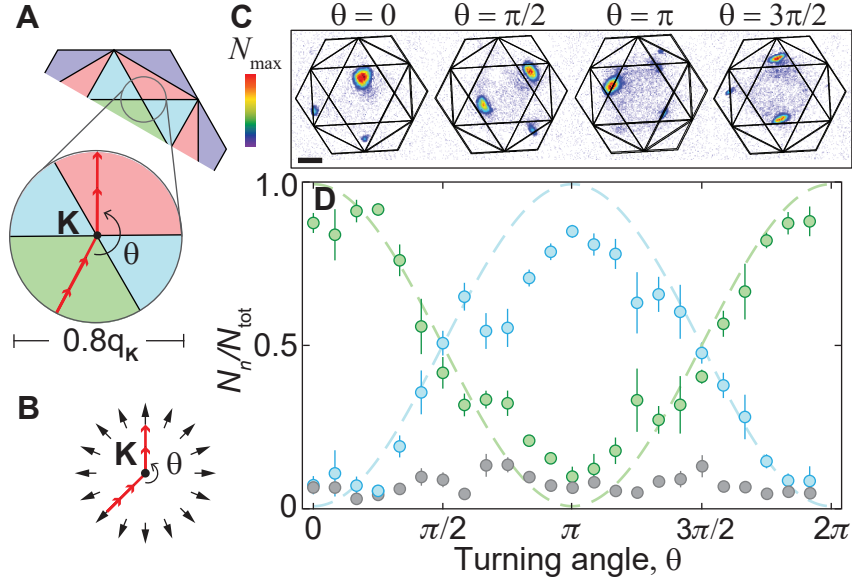 A
K
θ
0.8q_K
B
K
θ
C
N_max
θ = 0
θ = π/2
θ = π
θ = 3π/2
D
1.0
0.5
0
N_n/N_tot
0
π/2
π
3π/2
2π
Turning angle, θ